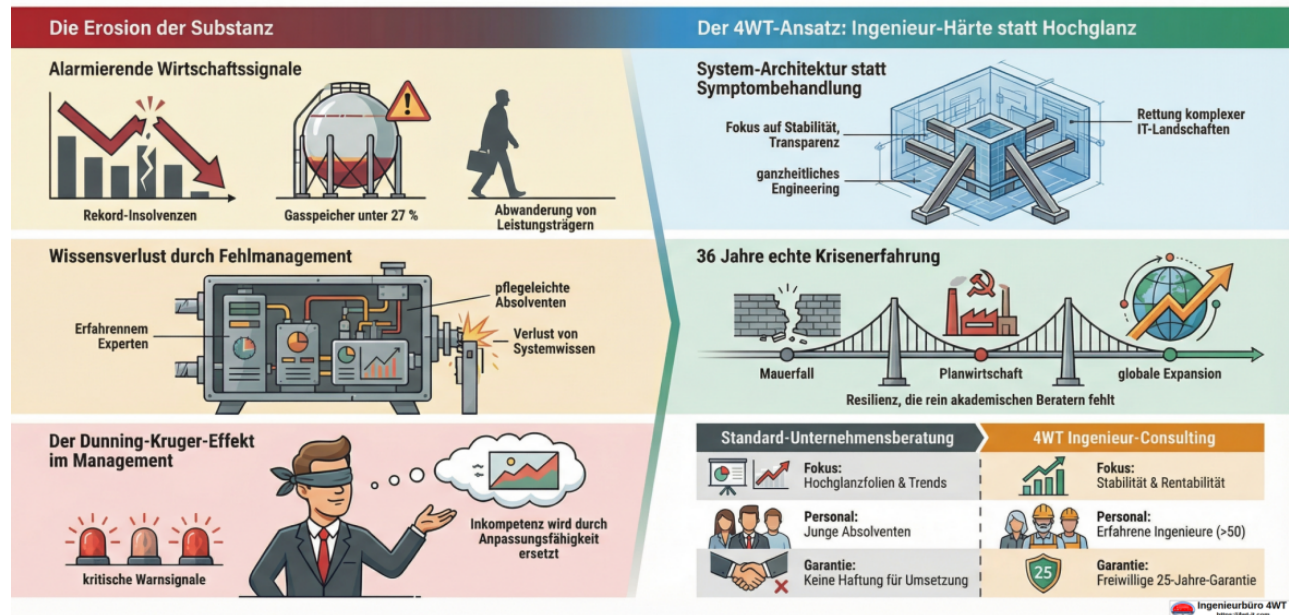 Die Erosion der Substanz
Alarmierende Wirtschaftssignale
Rekord-Insolvenzen
Gasspeicher unter 27 %
Abwanderung von
Leistungsträgern
Wissensverlust durch Fehlmanagement
Erfahrennem
Experten
pflegeleichte
Absolventen
Verlust von
Systemwissen
Der Dunning-Kruger-Effekt
im Management
kritische Warnsignale
Inkompetenz wird durch
Anpassungsfähigkeit
ersetzt
Der 4WT-Ansatz: Ingenieur-Härte statt Hochglanz
System-Architektur statt
Symptombehandlung
Fokus auf Stabilität,
Transparenz
ganzheitliches
Engineering
Rettung komplexer
IT-Landschaften
36 Jahre echte Krisenerfahrung
Mauerfall
Planwirtschaft
globale Expansion
Resilienz, die rein akademischen Beratern fehlt
Standard-Unternehmensberatung
4WT Ingenieur-Consulting
Fokus:
Hochglanzfolien & Trends
Fokus:
Stabilität & Rentabilität
Personal:
Junge Absolventen
Personal:
Erfahrene Ingenieure (>50)
Garantie:
Keine Haftung für Umsetzung
25
Garantie:
Freiwillige 25-Jahre-Garantie
Ingenieurbüro 4WT